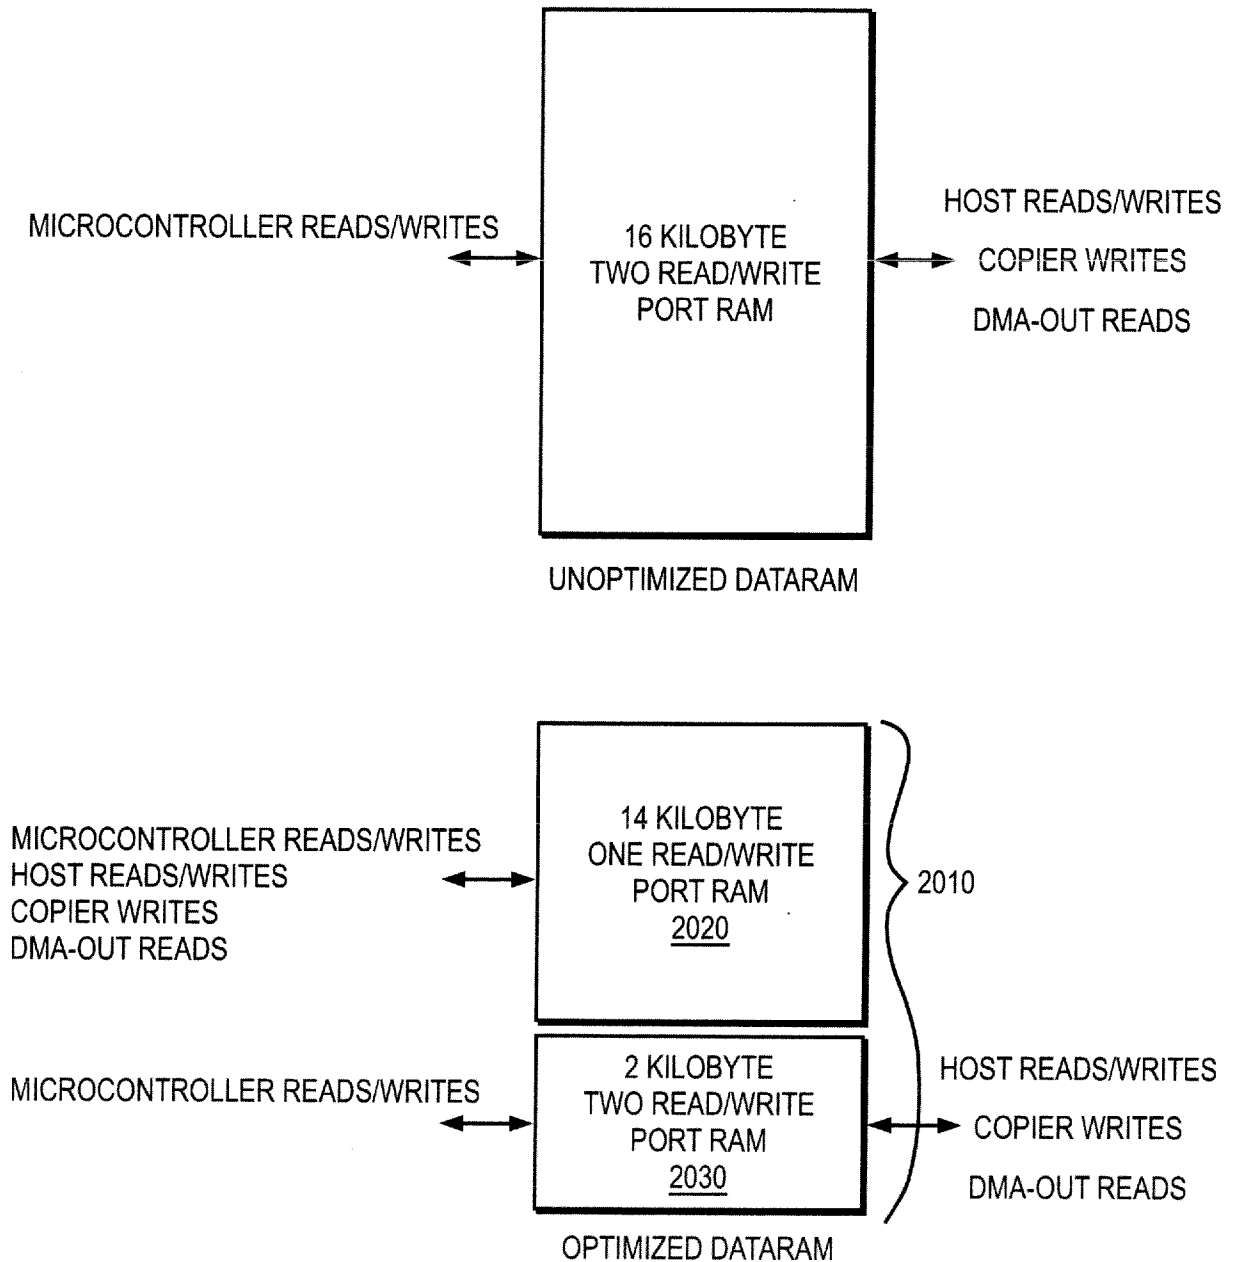 MICROCONTROLLER READS/WRITES
16 KILOBYTE
TWO READ/WRITE
PORT RAM
HOST READS/WRITES
COPIER WRITES
DMA-OUT READS
UNOPTIMIZED DATARAM
MICROCONTROLLER READS/WRITES
HOST READS/WRITES
COPIER WRITES
DMA-OUT READS
14 KILOBYTE
ONE READ/WRITE
PORT RAM
2020
2010
MICROCONTROLLER READS/WRITES
2 KILOBYTE
TWO READ/WRITE
PORT RAM
2030
HOST READS/WRITES
COPIER WRITES
DMA-OUT READS
OPTIMIZED DATARAM